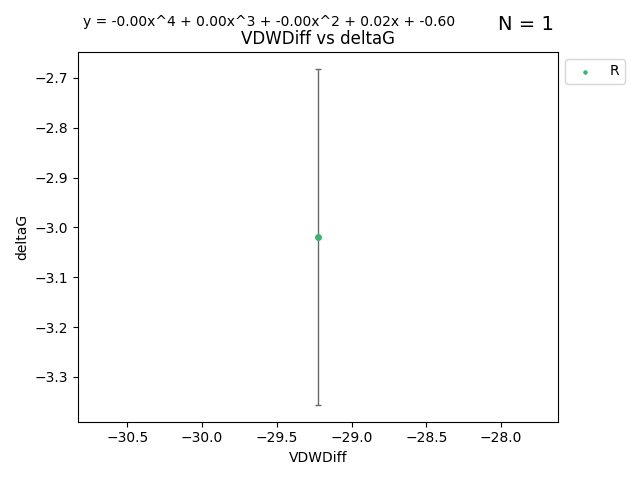 y = -0.00x^4 + 0.00x^3 + -0.00x^2 + 0.02x + -0.60
N = 1
VDWDiff vs deltaG
R
−2.7
−2.8
−2.9
−3.0
−3.1
−3.2
−3.3
deltaG
−30.5 −30.0 −29.5 −29.0 −28.5 −28.0
VDWDiff